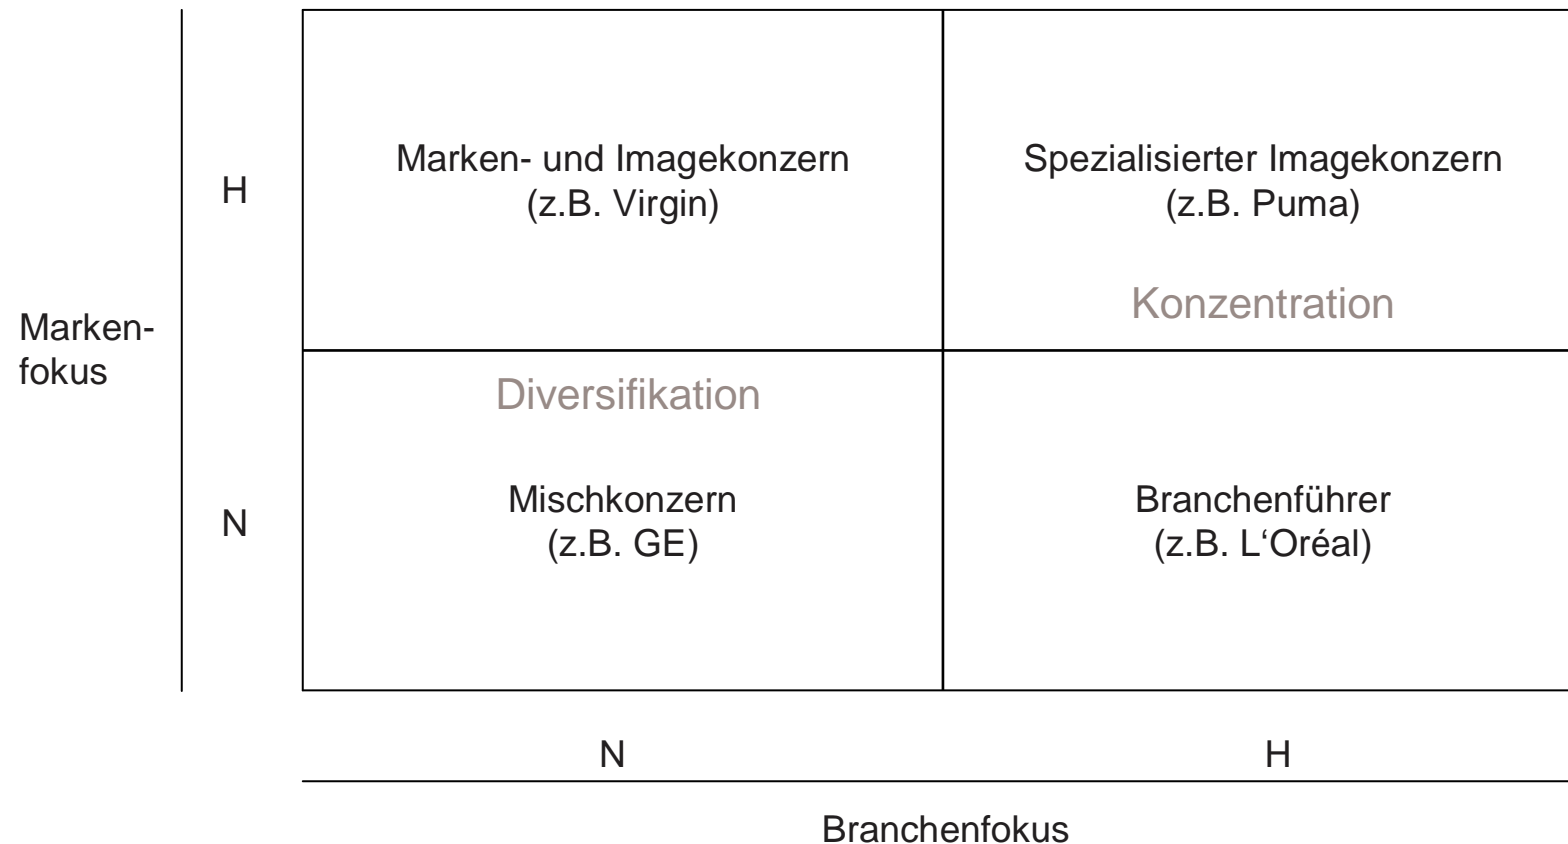 Marken- und Imagekonzern
(z.B. Virgin)
Spezialisierter Imagekonzern
(z.B. Puma)
H
Konzentration
Marken-
fokus
Diversifikation
Mischkonzern
(z.B. GE)
Branchenführer
(z.B. L‘Oréal)
N
N
H
Branchenfokus